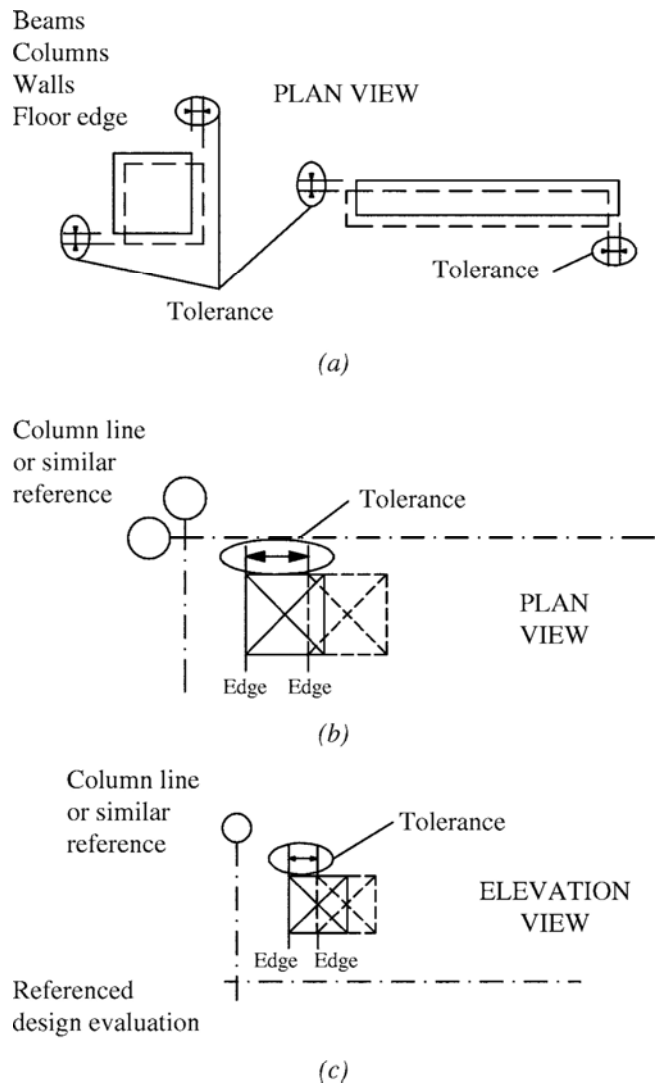 Beams
Columns
Walls
Floor edge
PLAN VIEW
Tolerance
Tolerance
(a)
Column line
or similar
reference
Tolerance
PLAN
VIEW
Edge Edge
(b)
Column line
or similar
reference
Tolerance
ELEVATION
VIEW
Edge Edge
Referenced
design evaluation
(c)